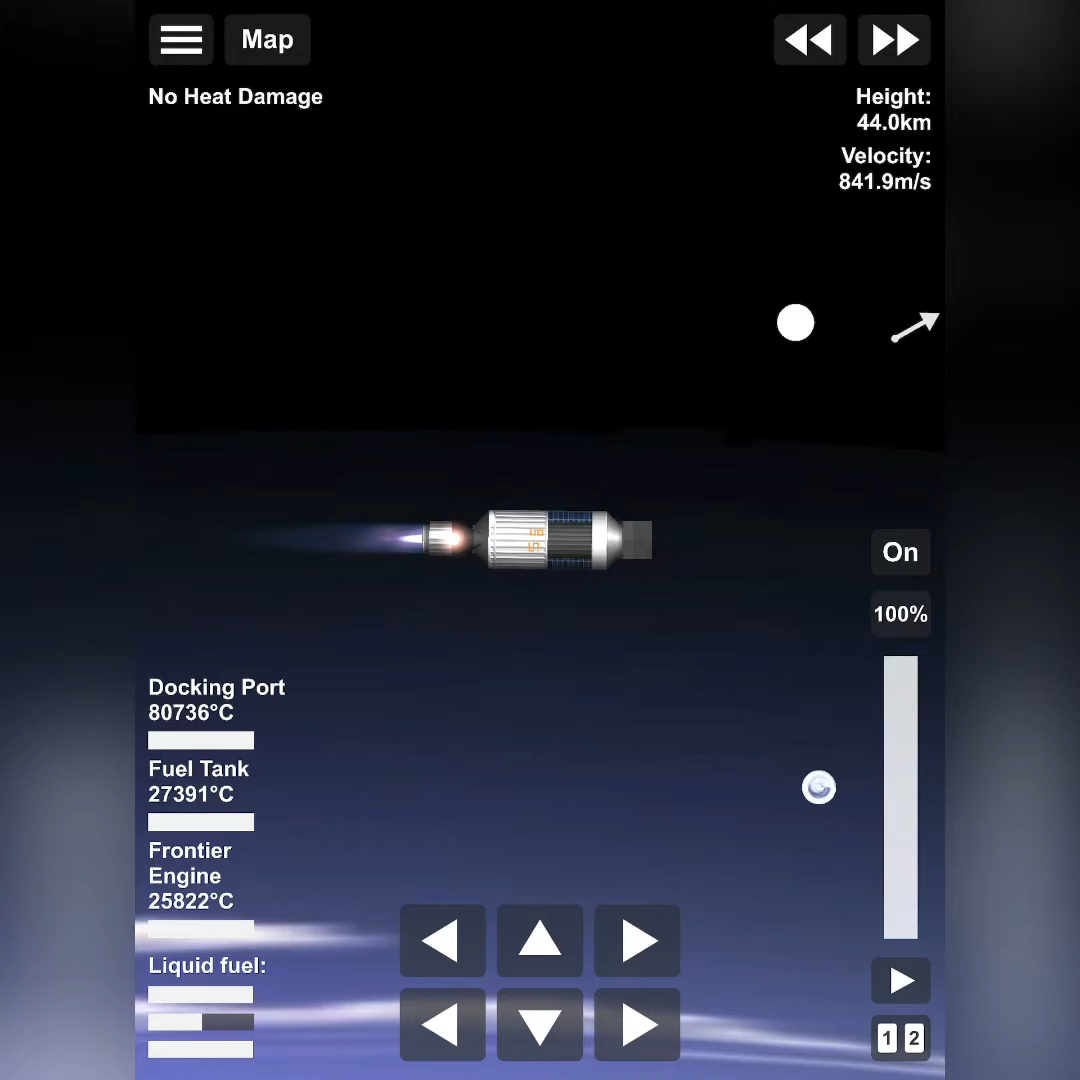 Map
No Heat Damage
Height:
44.0km
Velocity:
841.9m/s
On
100%
Docking Port
80736°C
Fuel Tank
27391°C
Frontier
Engine
25822°C
Liquid fuel:
1 2